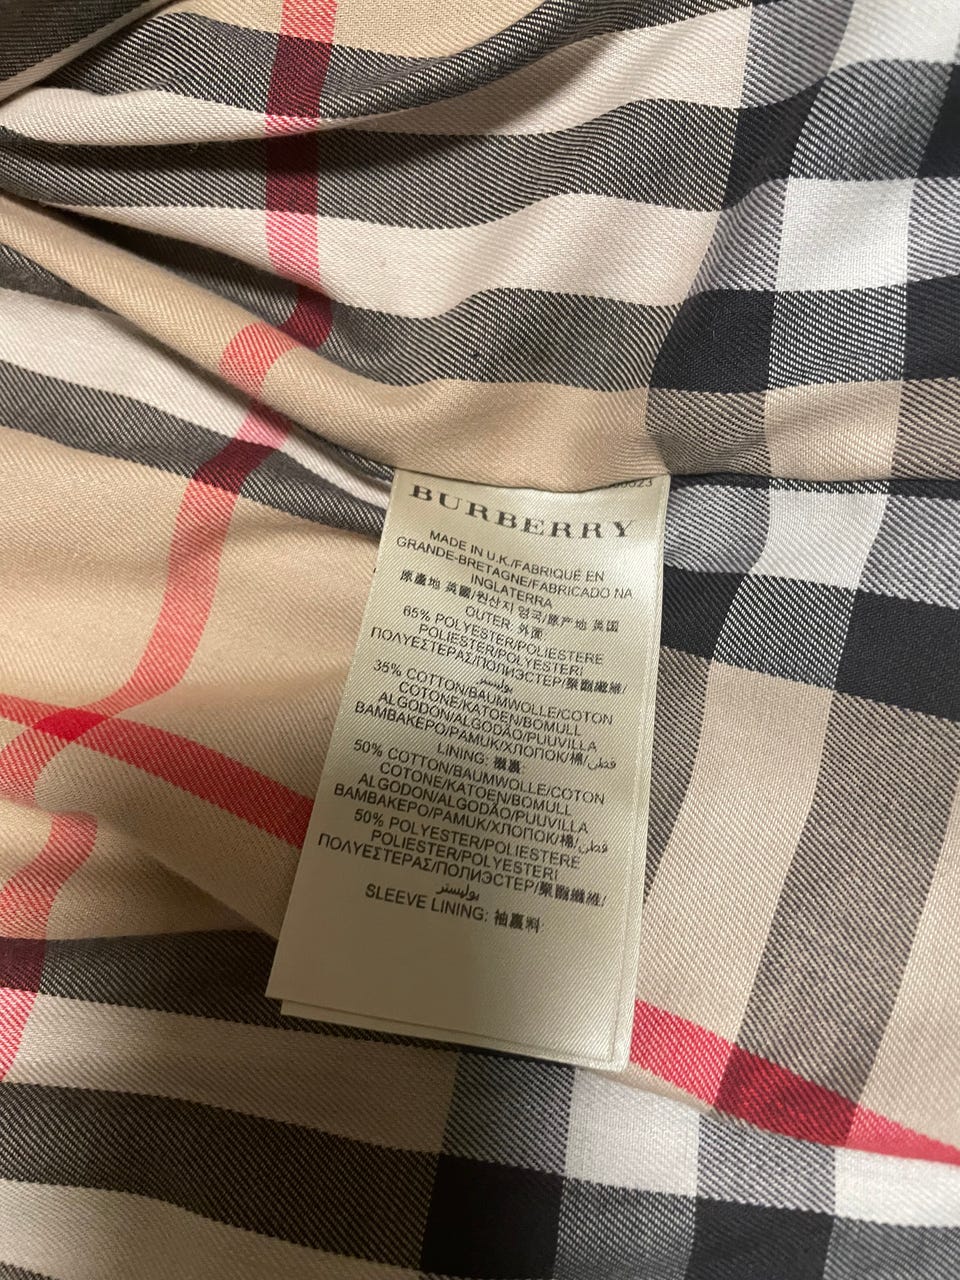 BURBERRY
MADE IN U.K./FABRIQUÉ EN
GRANDE-BRETAGNE/FABRICADO NA
INGLATERRA
原產地 英國/원산지 영국/原产地 英国
OUTER: 外面
65% POLYESTER/POLIESTERE
POLIESTER/POLYESTERI
ΠΟΛΥΕΣΤΕΡΑΣ/ПОЛИЭСТЕР/聚酯纖維/
بوليستر
35% COTTON/BAUMWOLLE/COTON
COTONE/KATOEN/BOMULL
ALGODON/ALGODÃO/PUUVILLA
BAMBAKEPO/PAMUK/ХЛОПОК/棉/قطن
LINING: 襯裏:
50% COTTON/BAUMWOLLE/COTON
COTONE/KATOEN/BOMULL
ALGODON/ALGODÃO/PUUVILLA
BAMBAKEPO/PAMUK/ХЛОПОК/棉/قطن
50% POLYESTER/POLIESTERE
POLIESTER/POLYESTERI
ΠΟΛΥΕΣΤΕΡΑΣ/ПОЛИЭСТЕР/聚酯纖維/
بوليستر
SLEEVE LINING: 袖裏料: